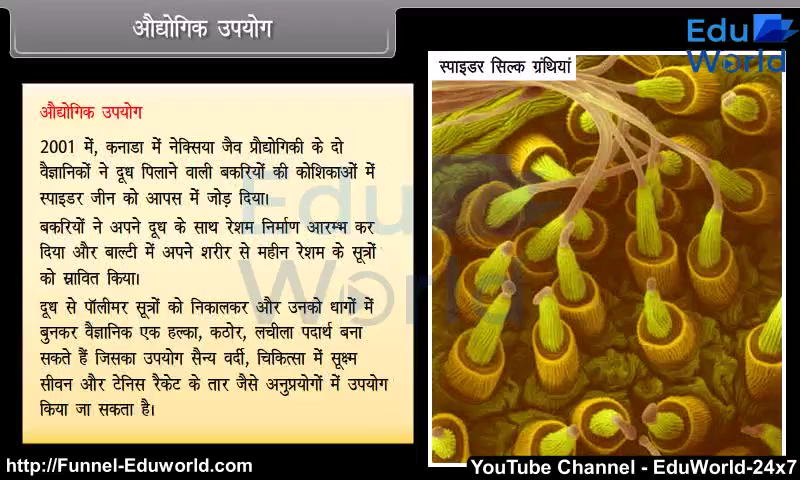 औद्योगिक उपयोग
Edu
World
स्पाइडर सिल्क ग्रंथियां
औद्योगिक उपयोग
2001 में, कनाडा में नेक्सिया जैव प्रौद्योगिकी के दो
वैज्ञानिकों ने दूध पिलाने वाली बकरियों की कोशिकाओं में
स्पाइडर जीन को आपस में जोड़ दिया।
बकरियों ने अपने दूध के साथ रेशम निर्माण आरम्भ कर
दिया और बाल्टी में अपने शरीर से महीन रेशम के सूत्रों
को स्रावित किया।
दूध से पॉलीमर सूत्रों को निकालकर और उनको धागों में
बुनकर वैज्ञानिक एक हल्का, कठोर, लचीला पदार्थ बना
सकते हैं जिसका उपयोग सैन्य वर्दी, चिकित्सा में सूक्ष्म
सीवन और टेनिस रैकेट के तार जैसे अनुप्रयोगों में उपयोग
किया जा सकता है।
Edu
World
http://Funnel-Eduworld.com
YouTube Channel - EduWorld-24x7